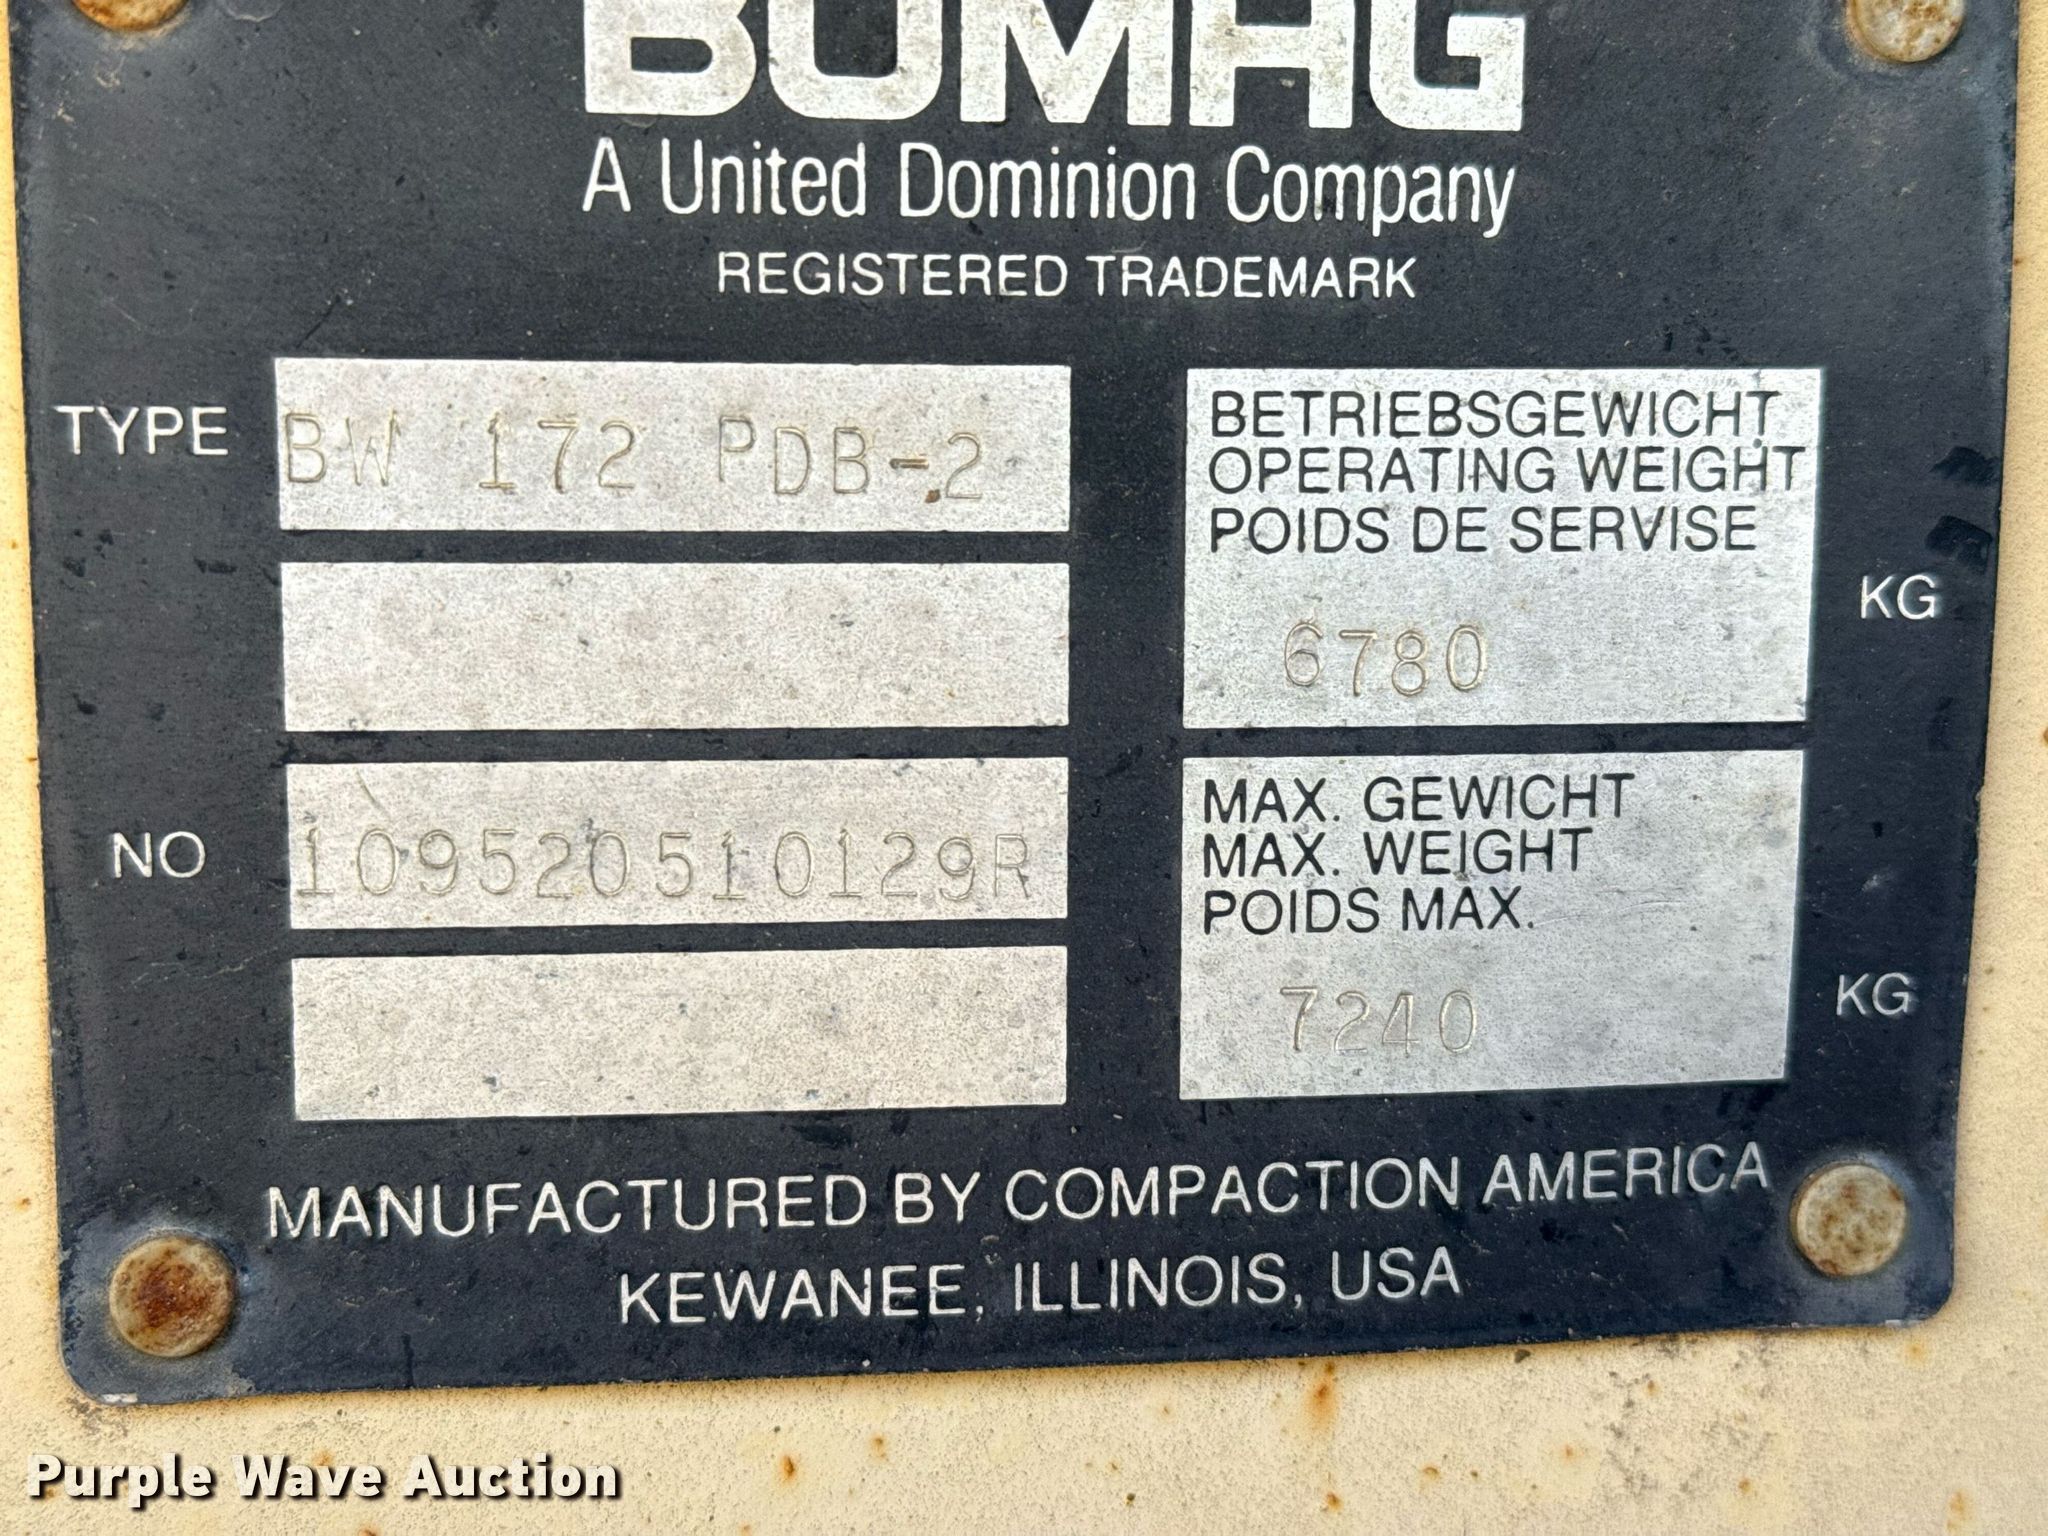 BOMAG
A United Dominion Company
REGISTERED TRADEMARK
TYPE BW 172 PDB-2
BETRIEBSGEWICHT
OPERATING WEIGHT
POIDS DE SERVISE
6780 KG
NO 109520510129R
MAX. GEWICHT
MAX. WEIGHT
POIDS MAX.
7240 KG
MANUFACTURED BY COMPACTION AMERICA
KEWANEE, ILLINOIS, USA
Purple Wave Auction